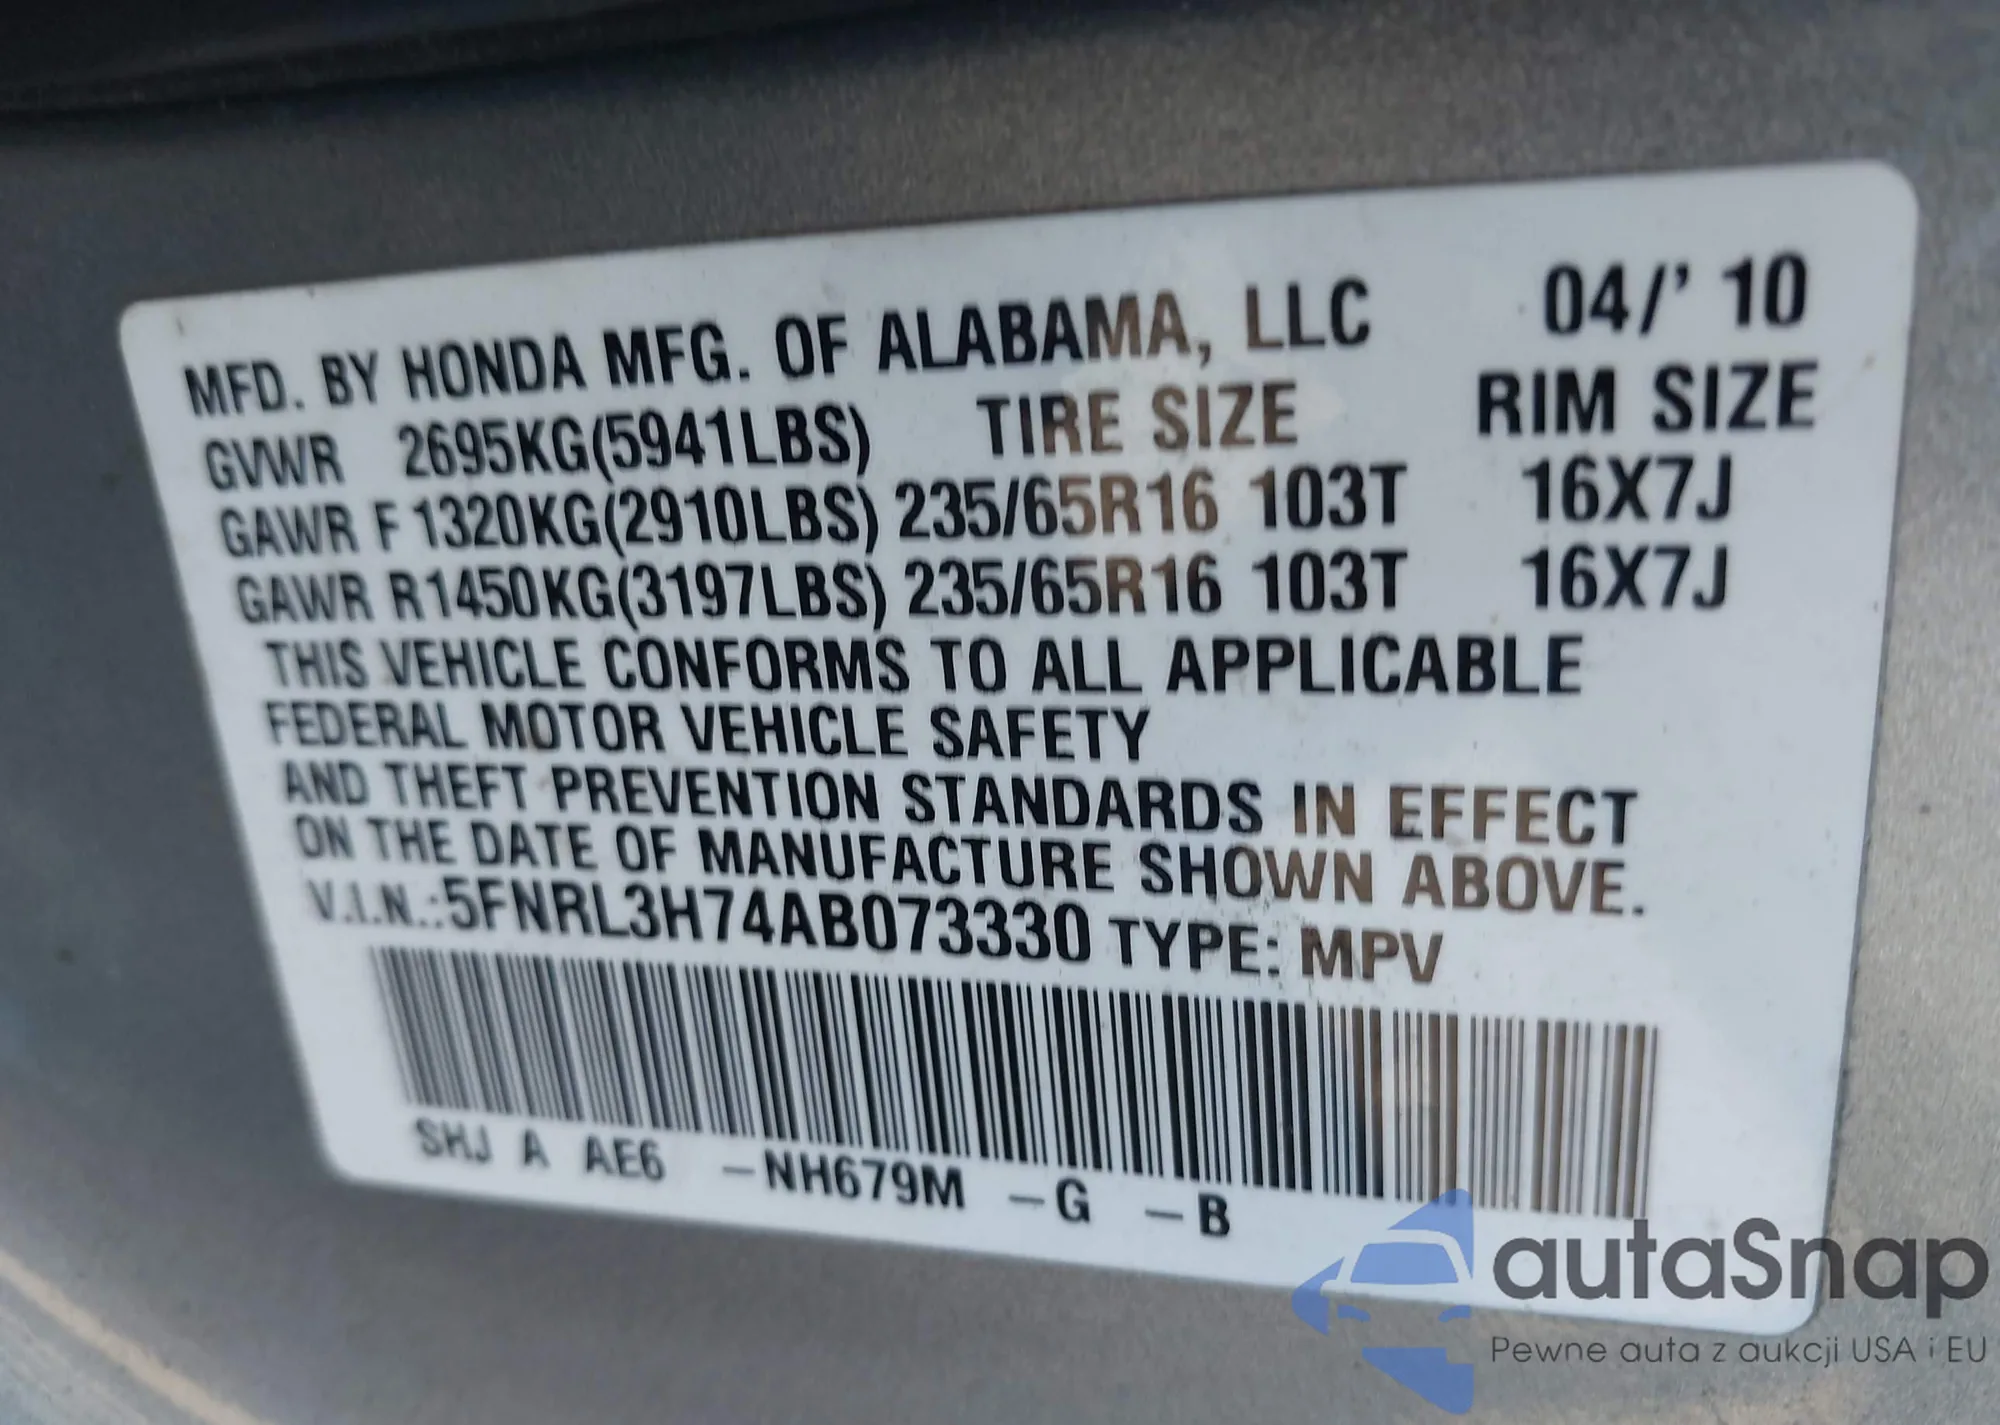 MFD. BY HONDA MFG. OF ALABAMA, LLC 04/' 10
GVWR 2695KG(5941LBS) TIRE SIZE RIM SIZE
GAWR F 1320KG(2910LBS) 235/65R16 103T 16X7J
GAWR R1450KG(3197LBS) 235/65R16 103T 16X7J
THIS VEHICLE CONFORMS TO ALL APPLICABLE
FEDERAL MOTOR VEHICLE SAFETY
AND THEFT PREVENTION STANDARDS IN EFFECT
ON THE DATE OF MANUFACTURE SHOWN ABOVE.
V.I.N.:5FNRL3H74AB073330 TYPE: MPV
SHJ A AE6 –NH679M –G –B
autaSnap
Pewne auta z aukcji USA i EU